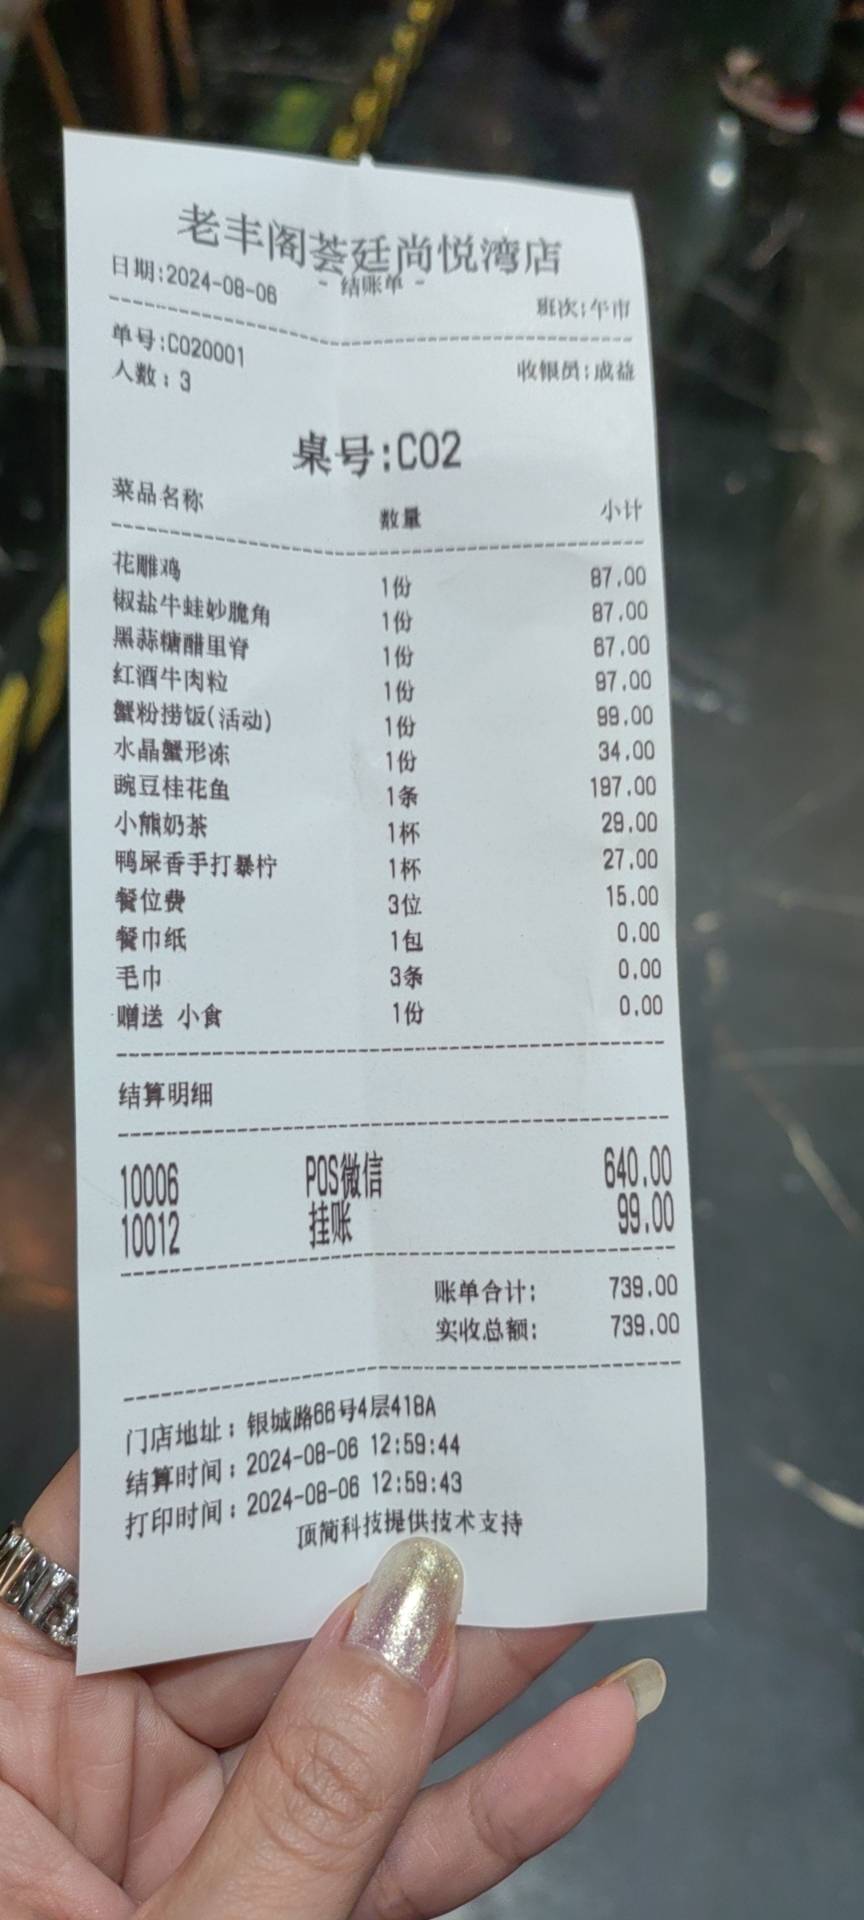 老丰阁荟廷尚悦湾店
- 结账单 -
日期:2024-08-06 班次:午市
单号:C020001
人数：3 收银员:成益
桌号:C02
菜品名称 数量 小计
花雕鸡 1份 87.00
椒盐牛蛙妙脆角 1份 87.00
黑蒜糖醋里脊 1份 67.00
红酒牛肉粒 1份 97.00
蟹粉捞饭(活动) 1份 99.00
水晶蟹形冻 1份 34.00
豌豆桂花鱼 1条 197.00
小熊奶茶 1杯 29.00
鸭屎香手打暴柠 1杯 27.00
餐位费 3位 15.00
餐巾纸 1包 0.00
毛巾 3条 0.00
赠送 小食 1份 0.00
结算明细
10006 POS微信 640.00
10012 挂账 99.00
账单合计: 739.00
实收总额: 739.00
门店地址：银城路66号4层418A
结算时间：2024-08-06 12:59:44
打印时间：2024-08-06 12:59:43
顶简科技提供技术支持